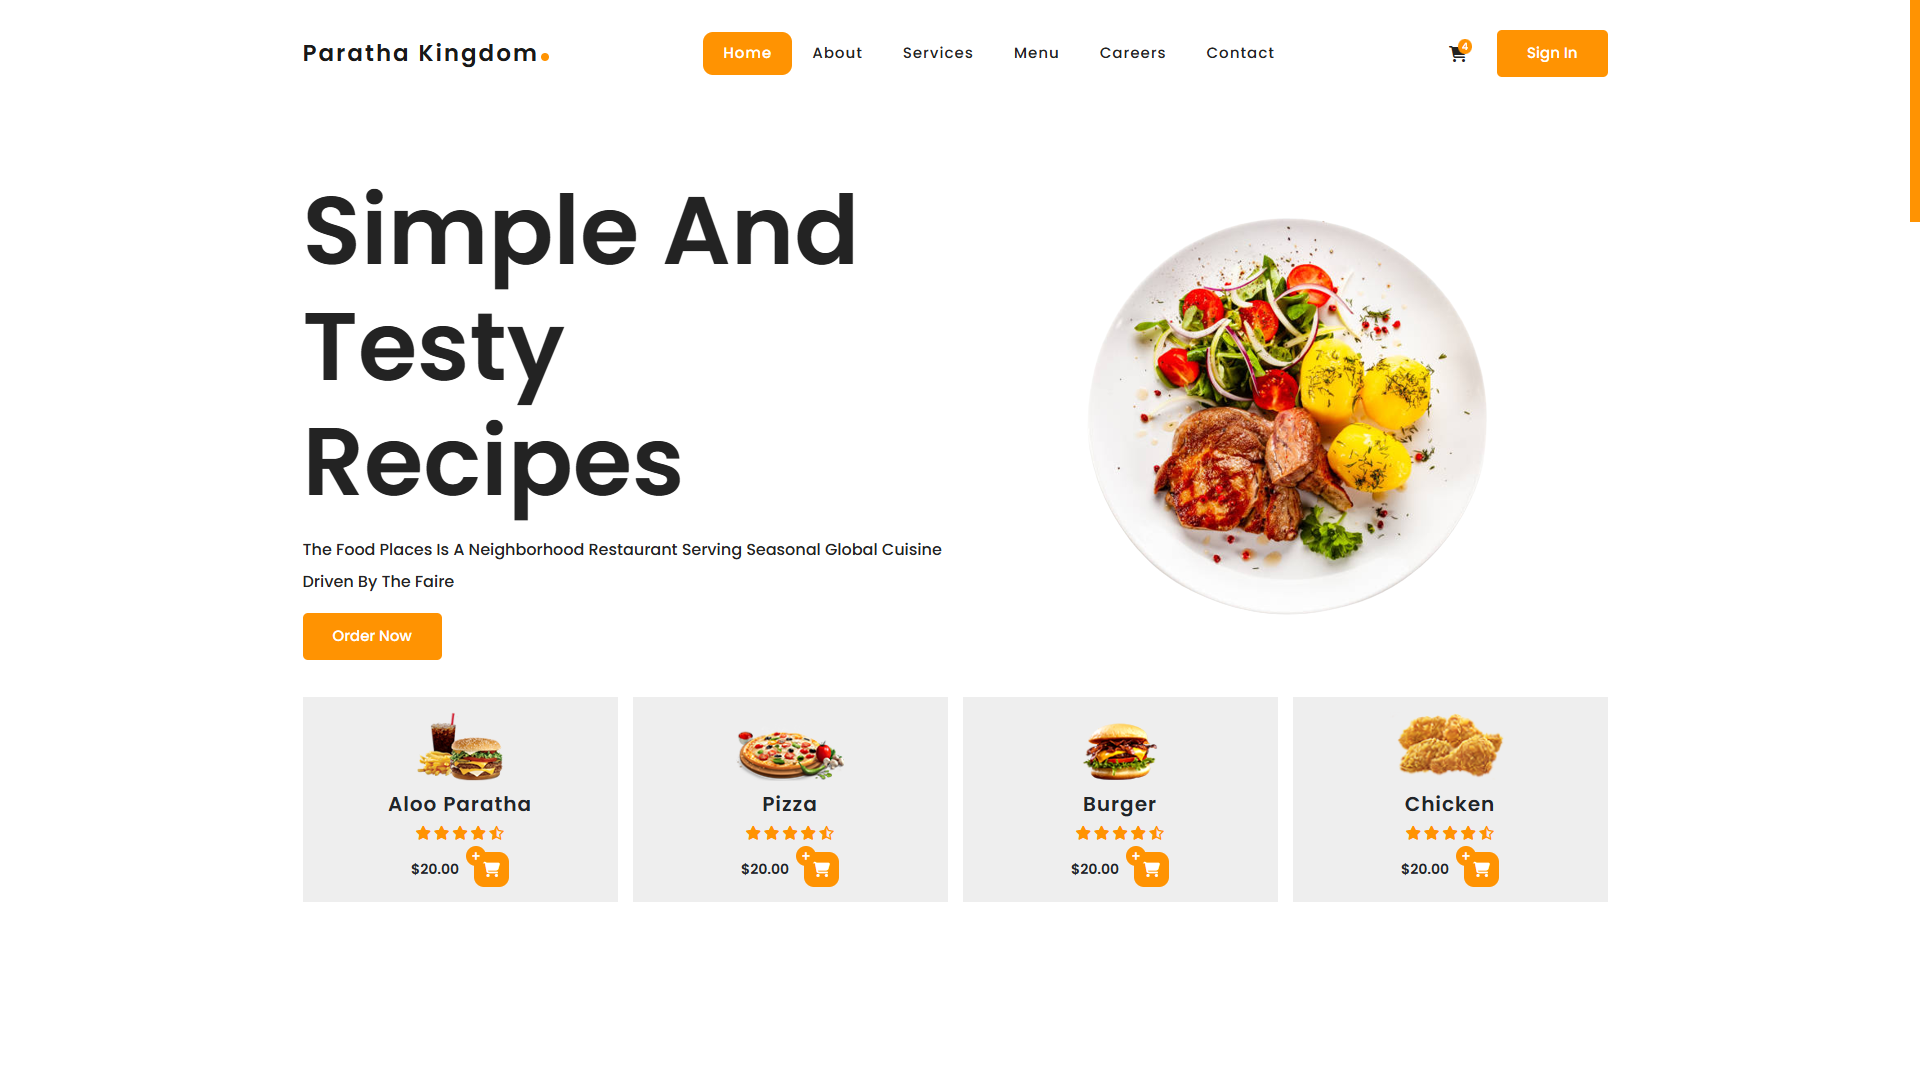 Paratha Kingdom
Home About Services Menu Careers Contact
4
Sign In
Simple And
Testy
Recipes
The Food Places Is A Neighborhood Restaurant Serving Seasonal Global Cuisine
Driven By The Faire
Order Now
Aloo Paratha
$20.00 +
Pizza
$20.00 +
Burger
$20.00 +
Chicken
$20.00 +